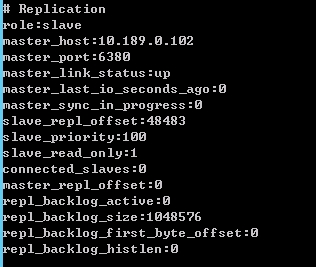 # Replication
role:slave
master_host:10.189.0.102
master_port:6380
master_link_status:up
master_last_io_seconds_ago:0
master_sync_in_progress:0
slave_repl_offset:48483
slave_priority:100
slave_read_only:1
connected_slaves:0
master_repl_offset:0
repl_backlog_active:0
repl_backlog_size:1048576
repl_backlog_first_byte_offset:0
repl_backlog_histlen:0